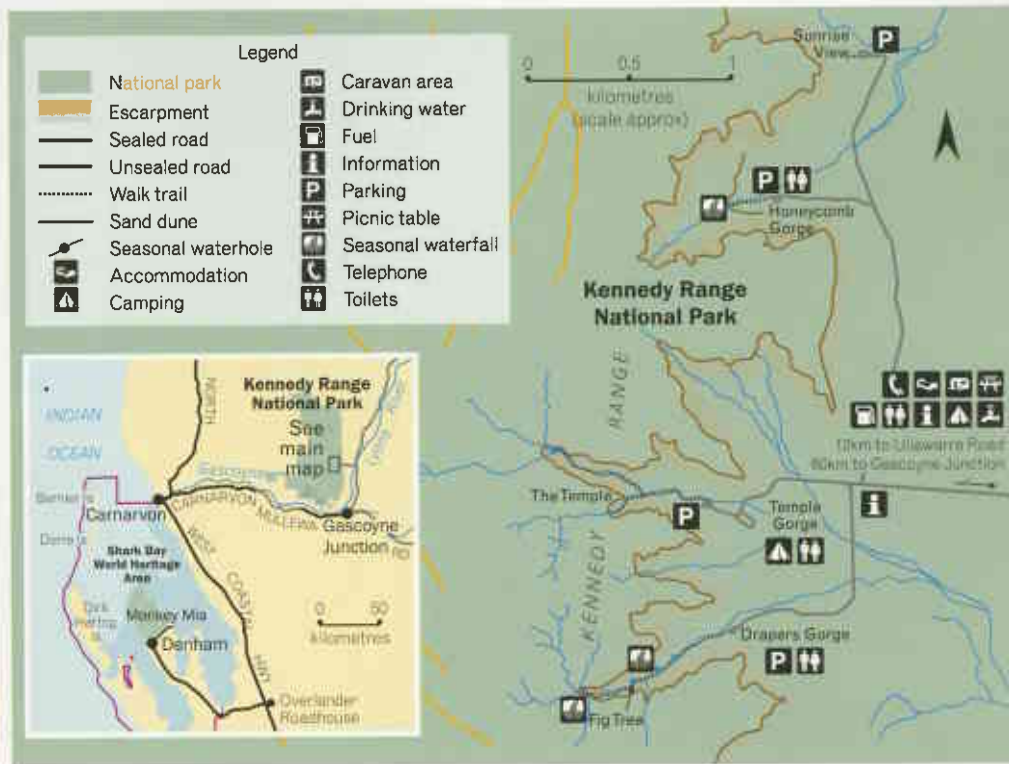 Legend
National park
Escarpment
Sealed road
Unsealed road
Walk trail
Sand dune
Seasonal waterhole
Accommodation
Camping
Caravan area
Drinking water
Fuel
Information
Parking
Picnic table
Seasonal waterfall
Telephone
Toilets
0 0.5 1
kilometres
(scale approx)
Sunrise
View
P
P
Honeycomb
Gorge
Kennedy Range
National Park
KENNEDY RANGE
i
60km to Gascoyne Junction
The Temple
P
Temple
Gorge
i
Drapers Gorge
P
Fig Tree
Kennedy Range
National Park
See
main
map
NORTH
INDIAN
OCEAN
Gascoyne
Carnarvon
CARNARVON MULLEWA
RD
Gascoyne
Junction
Bernier Is
Shark Bay
World Heritage
Area
Monkey Mia
Denham
WEST
COASTAL
HWY
0 50
kilometres
Overlander
Roadhouse